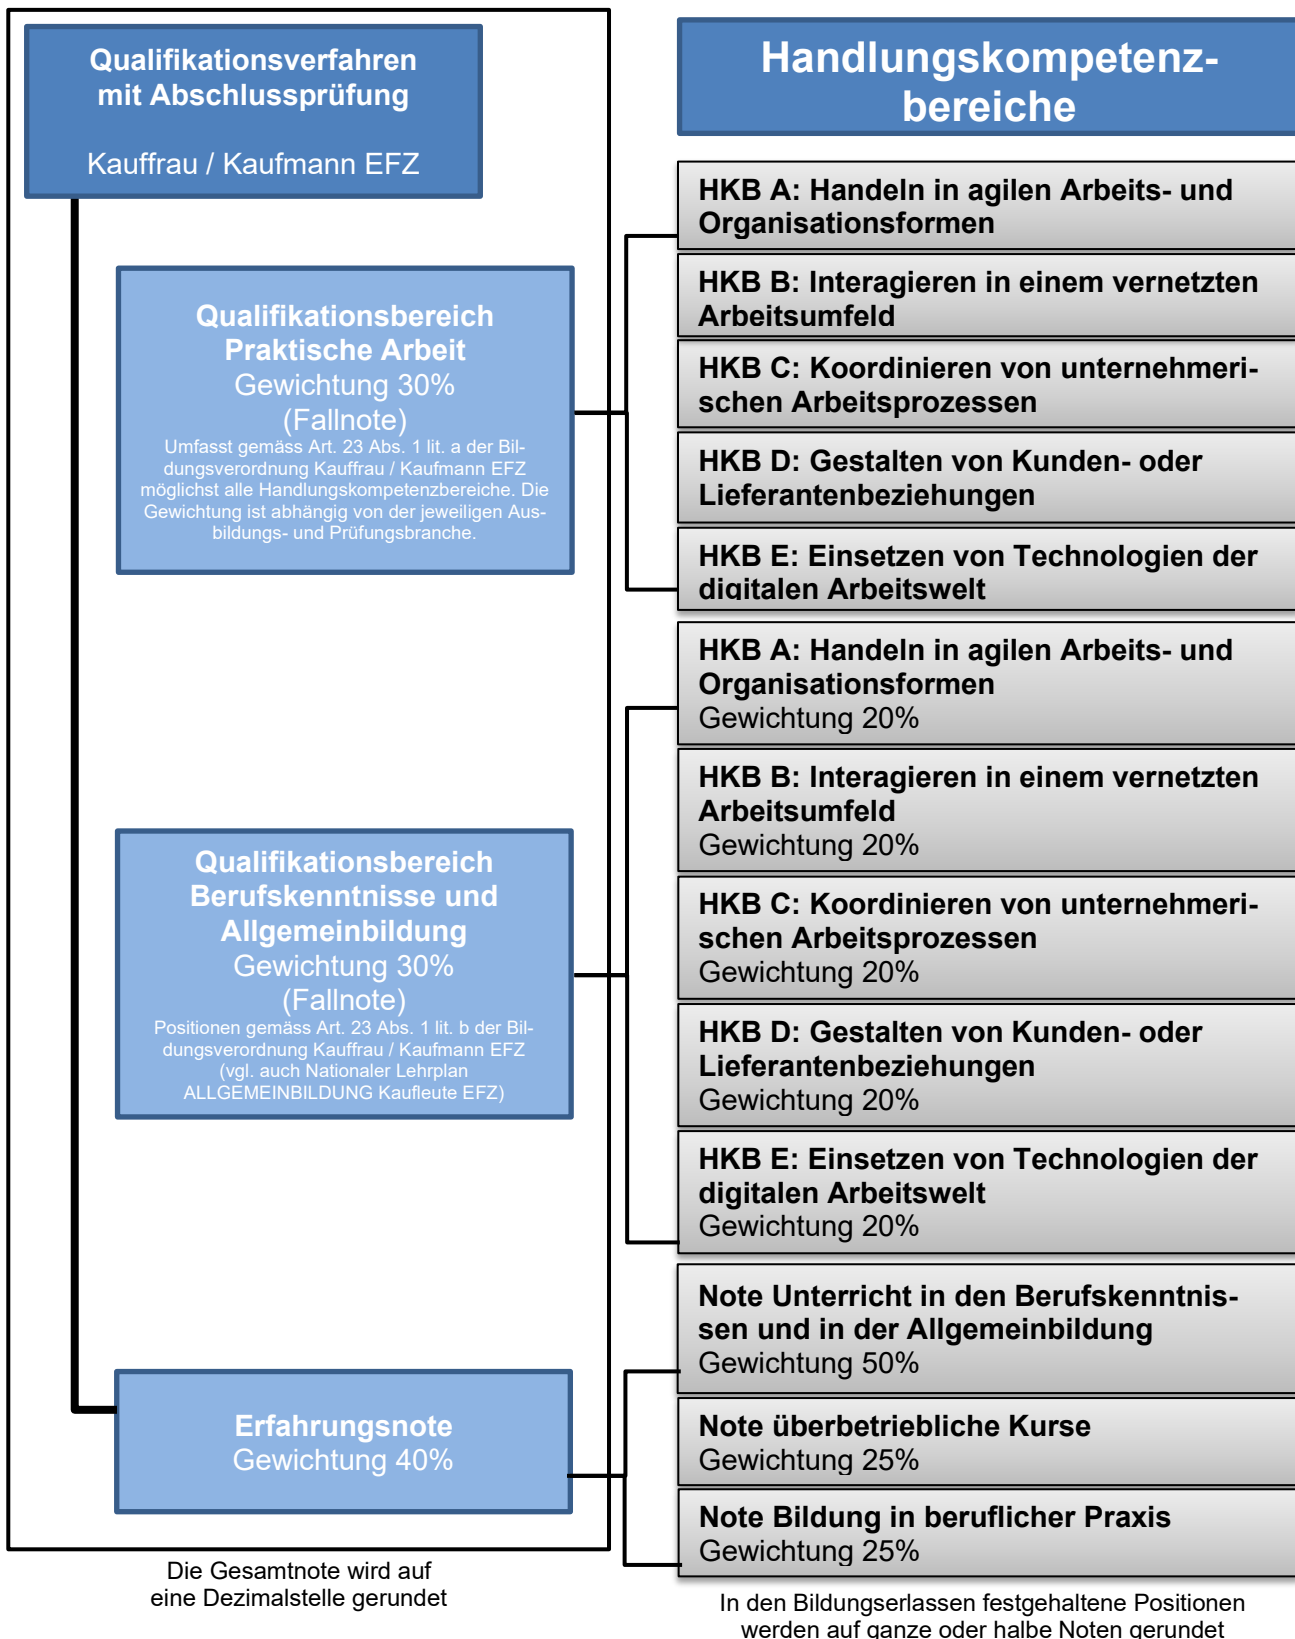 Qualifikationsverfahren
mit Abschlussprüfung
Kauffrau / Kaufmann EFZ
Qualifikationsbereich
Praktische Arbeit
Gewichtung 30%
(Fallnote)
Umfasst gemäss Art. 23 Abs. 1 lit. a der Bil-
dungsverordnung Kauffrau / Kaufmann EFZ
möglichst alle Handlungskompetenzbereiche. Die
Gewichtung ist abhängig von der jeweiligen Aus-
bildungs- und Prüfungsbranche.
Qualifikationsbereich
Berufskenntnisse und
Allgemeinbildung
Gewichtung 30%
(Fallnote)
Positionen gemäss Art. 23 Abs. 1 lit. b der Bil-
dungsverordnung Kauffrau / Kaufmann EFZ
(vgl. auch Nationaler Lehrplan
ALLGEMEINBILDUNG Kaufleute EFZ)
Erfahrungsnote
Gewichtung 40%
Die Gesamtnote wird auf
eine Dezimalstelle gerundet
Handlungskompetenz-
bereiche
HKB A: Handeln in agilen Arbeits- und
Organisationsformen
HKB B: Interagieren in einem vernetzten
Arbeitsumfeld
HKB C: Koordinieren von unternehmeri-
schen Arbeitsprozessen
HKB D: Gestalten von Kunden- oder
Lieferantenbeziehungen
HKB E: Einsetzen von Technologien der
digitalen Arbeitswelt
HKB A: Handeln in agilen Arbeits- und
Organisationsformen
Gewichtung 20%
HKB B: Interagieren in einem vernetzten
Arbeitsumfeld
Gewichtung 20%
HKB C: Koordinieren von unternehmeri-
schen Arbeitsprozessen
Gewichtung 20%
HKB D: Gestalten von Kunden- oder
Lieferantenbeziehungen
Gewichtung 20%
HKB E: Einsetzen von Technologien der
digitalen Arbeitswelt
Gewichtung 20%
Note Unterricht in den Berufskenntnis-
sen und in der Allgemeinbildung
Gewichtung 50%
Note überbetriebliche Kurse
Gewichtung 25%
Note Bildung in beruflicher Praxis
Gewichtung 25%
In den Bildungserlassen festgehaltene Positionen
werden auf ganze oder halbe Noten gerundet